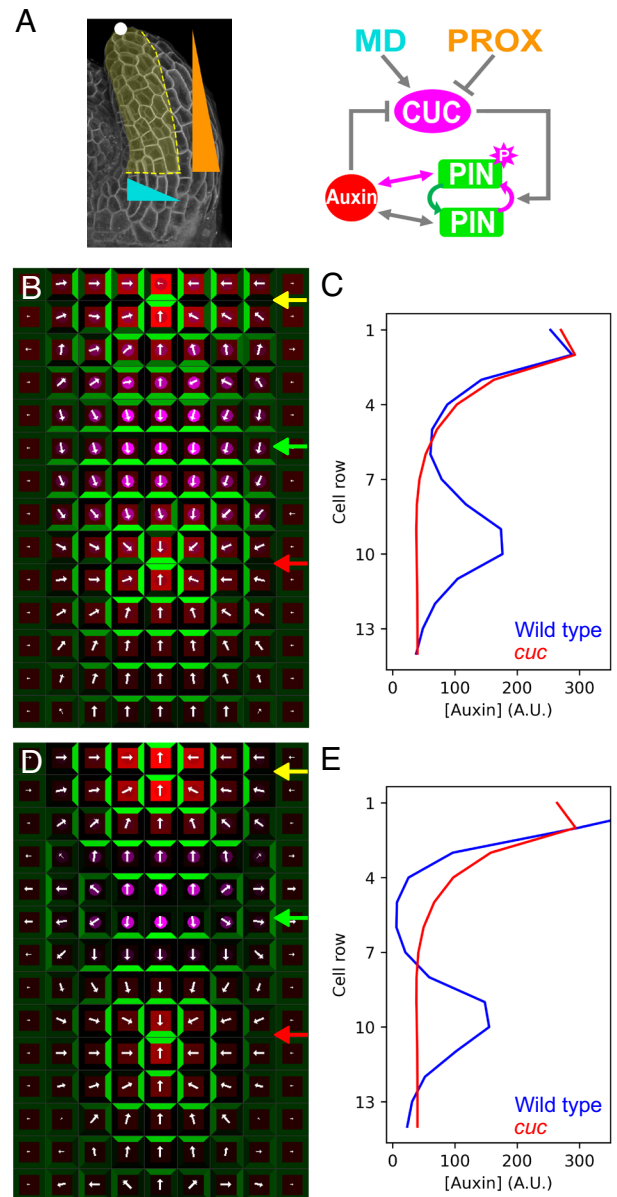 A
MD PROX
CUC
P
PIN
Auxin
PIN
B
C
1
4
7
10
13
Cell row
Wild type
cuc
0 100 200 300
[Auxin] (A.U.)
D
E
1
4
7
10
13
Cell row
Wild type
cuc
0 100 200 300
[Auxin] (A.U.)